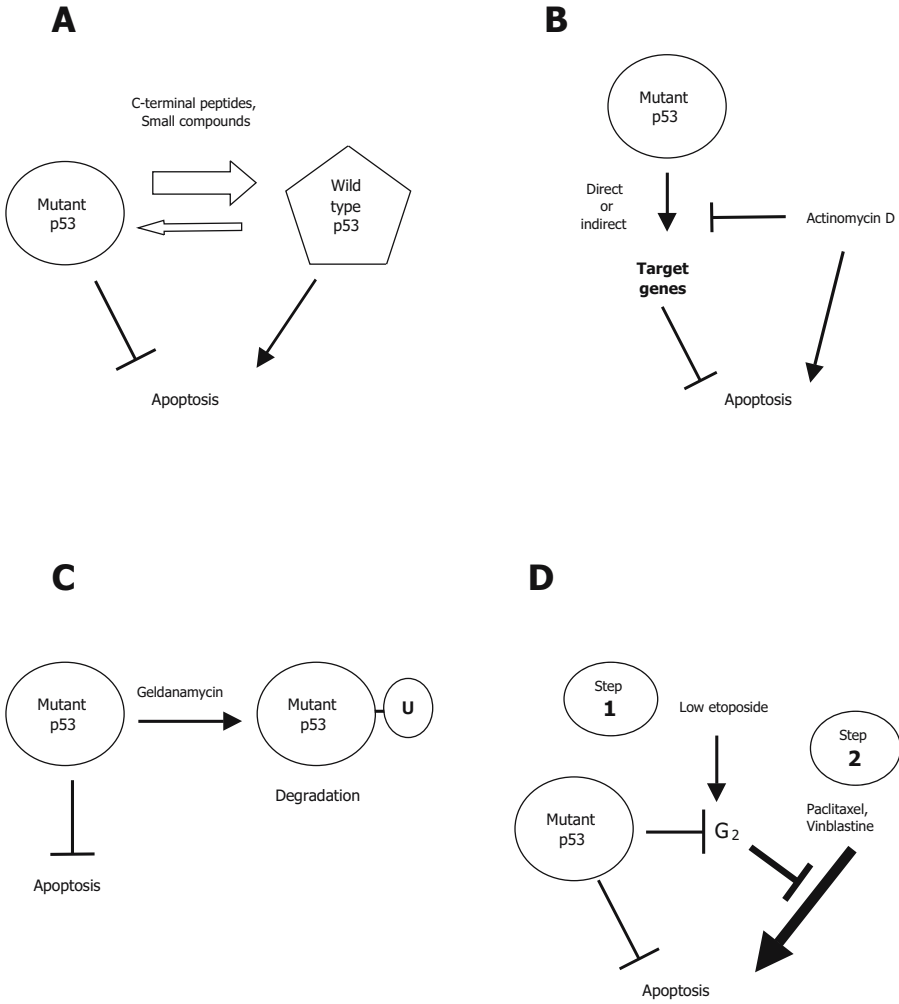 A
C-terminal peptides,
Small compounds
Mutant
p53
Wild
type
p53
Apoptosis
B
Mutant
p53
Direct
or
indirect
Actinomycin D
Target
genes
Apoptosis
C
Mutant
p53
Geldanamycin
Mutant
p53
U
Degradation
Apoptosis
D
Step
1
Low etoposide
Step
2
Mutant
p53
G2
Paclitaxel,
Vinblastine
Apoptosis